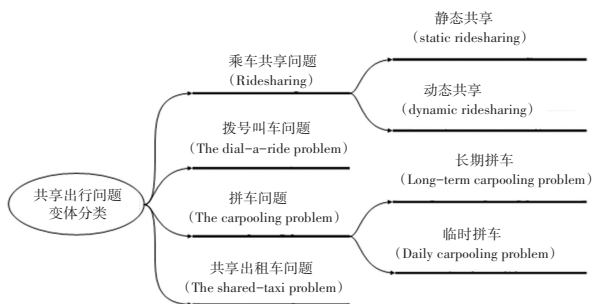 共享出行问题
变体分类
乘车共享问题
(Ridesharing)
静态共享
(static ridesharing)
动态共享
(dynamic ridesharing)
拨号叫车问题
(The dial-a-ride problem)
拼车问题
(The carpooling problem)
长期拼车
(Long-term carpooling problem)
临时拼车
(Daily carpooling problem)
共享出租车问题
(The shared-taxi problem)